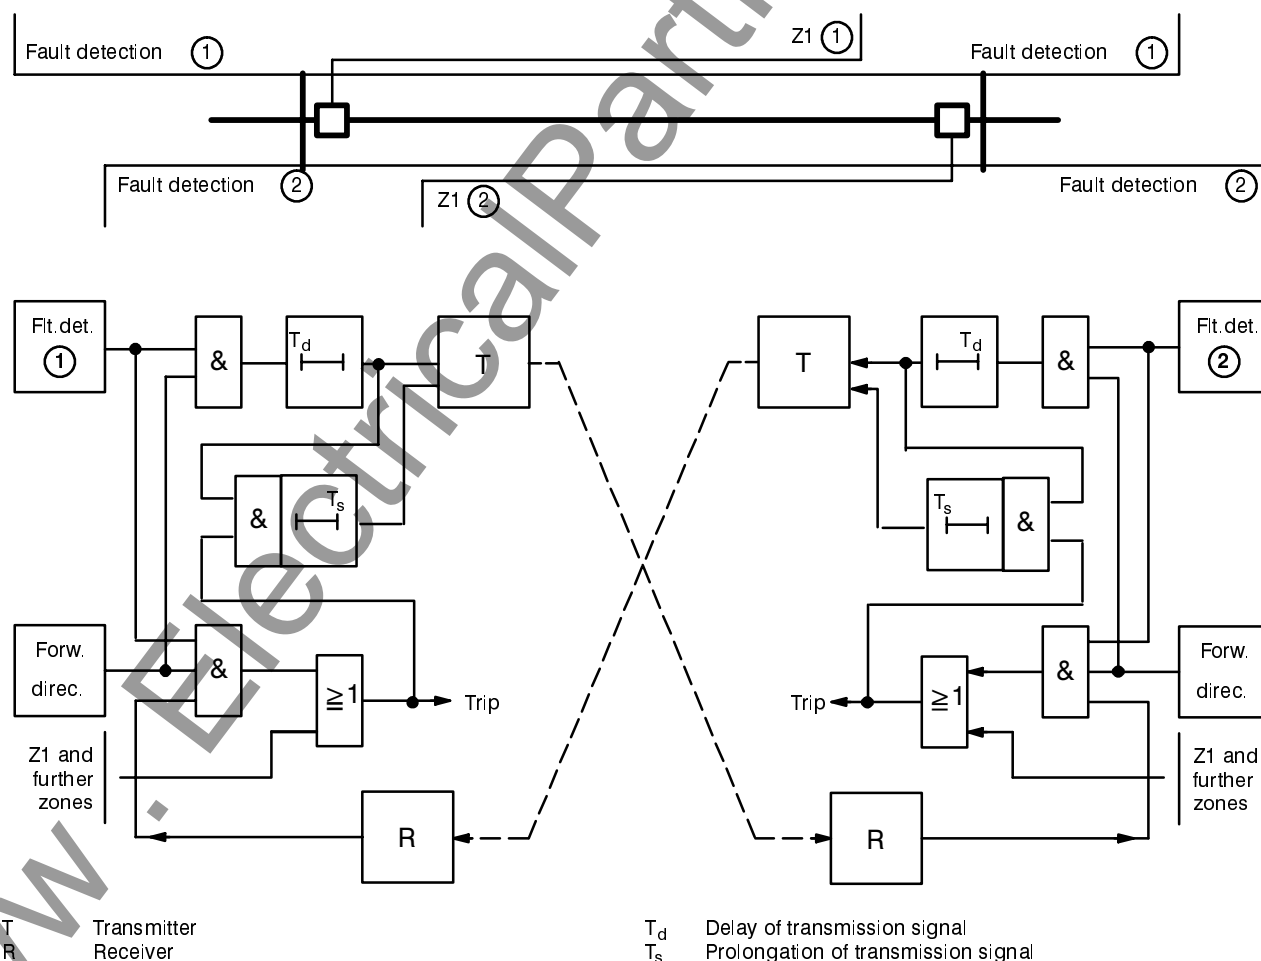 Z1 1
Fault detection 1
Fault detection 1
Fault detection 2
Z1 2
Fault detection 2
Flt.det.
1
&
Td
T
T
Td
&
Flt.det.
2
&
Ts
Ts
&
Forw.
direc.
&
≧1
Trip
Trip
≧1
&
Forw.
direc.
Z1 and
further
zones
R
R
Z1 and
further
zones
T Transmitter
R Receiver
Td Delay of transmission signal
Ts Prolongation of transmission signal
w . ElectricalPart